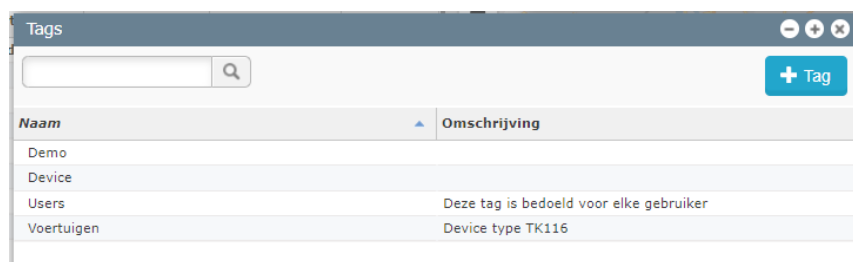 Tags
+ Tag
Naam Omschrijving
Demo
Device
Users Deze tag is bedoeld voor elke gebruiker
Voertuigen Device type TK116